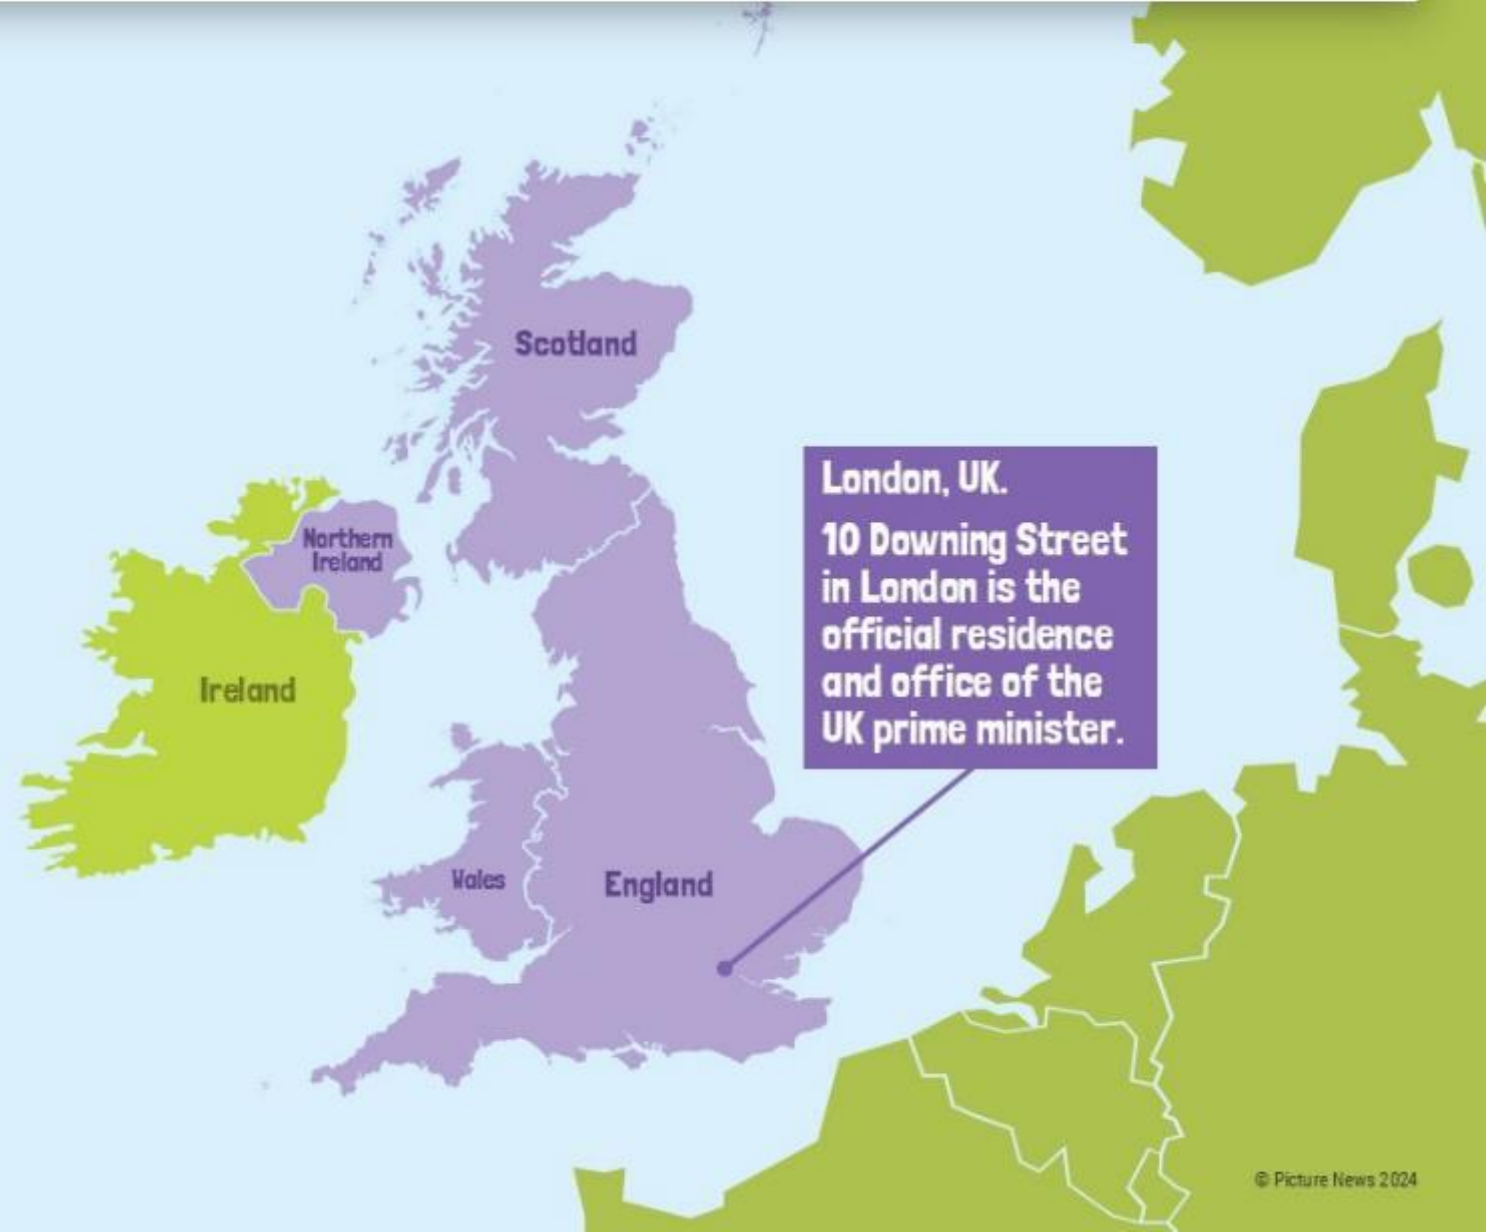 Scotland
London, UK.
10 Downing Street
in London is the
official residence
and office of the
UK prime minister.
Northern
Ireland
Ireland
Wales
England
© Picture News 2024